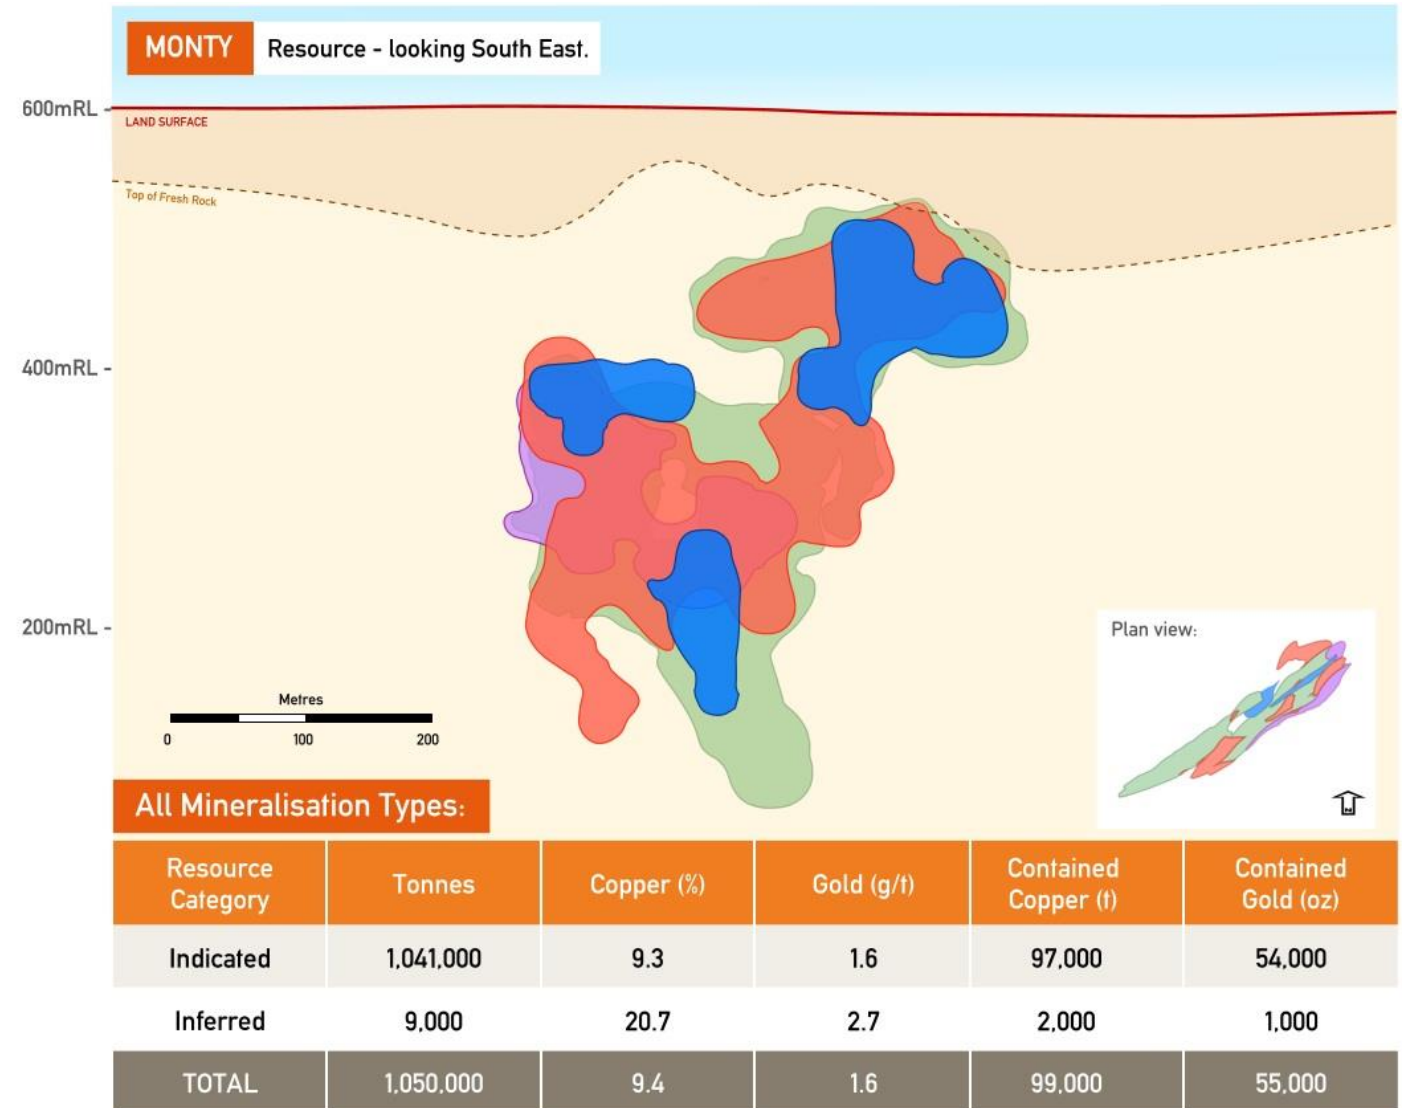 MONTY Resource - looking South East.
600mRL -
LAND SURFACE
Top of Fresh Rock
400mRL -
200mRL -
Plan view:
Metres
0 100 200
N
All Mineralisation Types:
Resource Category Tonnes Copper (%) Gold (g/t) Contained Copper (t) Contained Gold (oz)
Indicated 1,041,000 9.3 1.6 97,000 54,000
Inferred 9,000 20.7 2.7 2,000 1,000
TOTAL 1,050,000 9.4 1.6 99,000 55,000